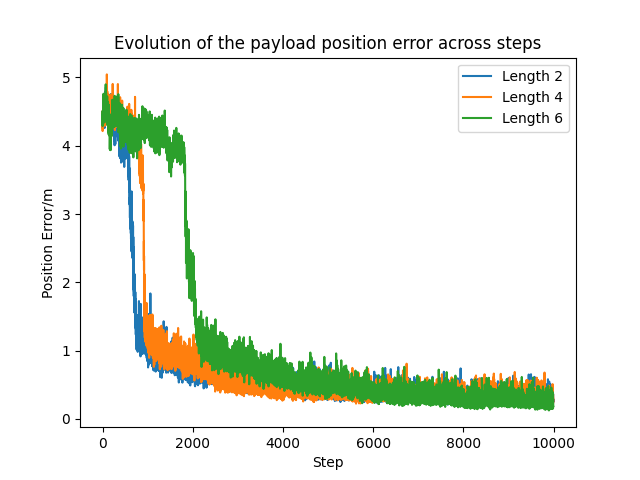 Evolution of the payload position error across steps
Length 2
Length 4
Length 6
Position Error/m
5
4
3
2
1
0
0 2000 4000 6000 8000 10000
Step